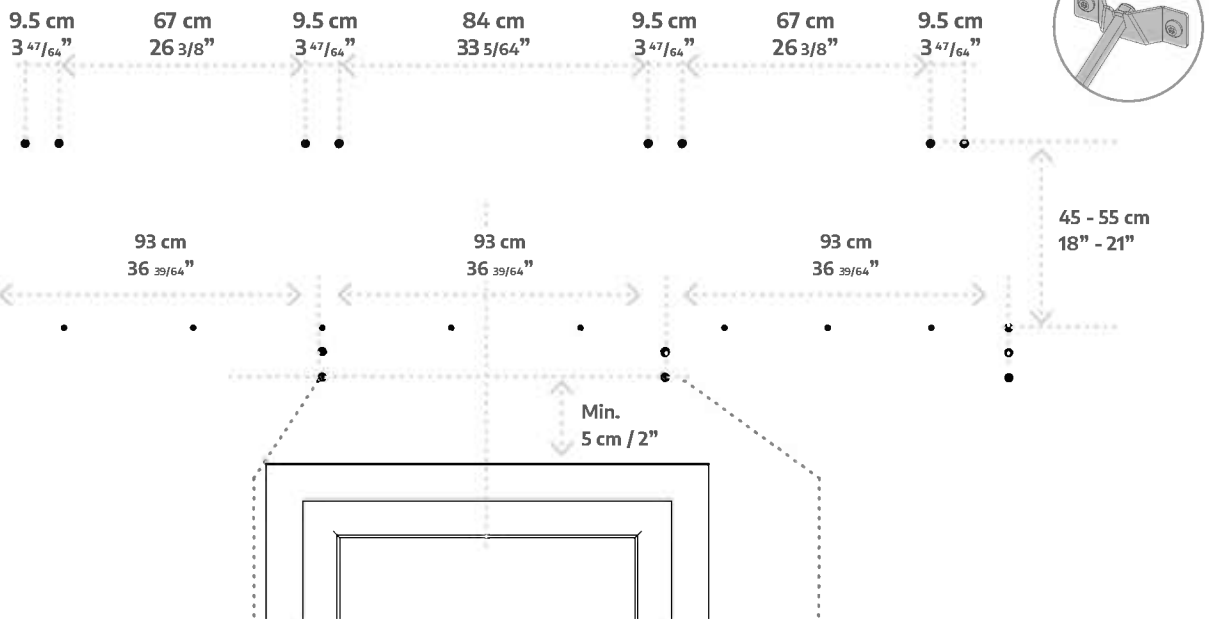 9.5 cm 67 cm 9.5 cm 84 cm 9.5 cm 67 cm 9.5 cm
3 47/64” 26 3/8” 3 47/64” 33 5/64” 3 47/64” 26 3/8” 3 47/64”
45 - 55 cm
18” - 21”
93 cm 93 cm 93 cm
36 39/64” 36 39/64” 36 39/64”
Min.
5 cm / 2”